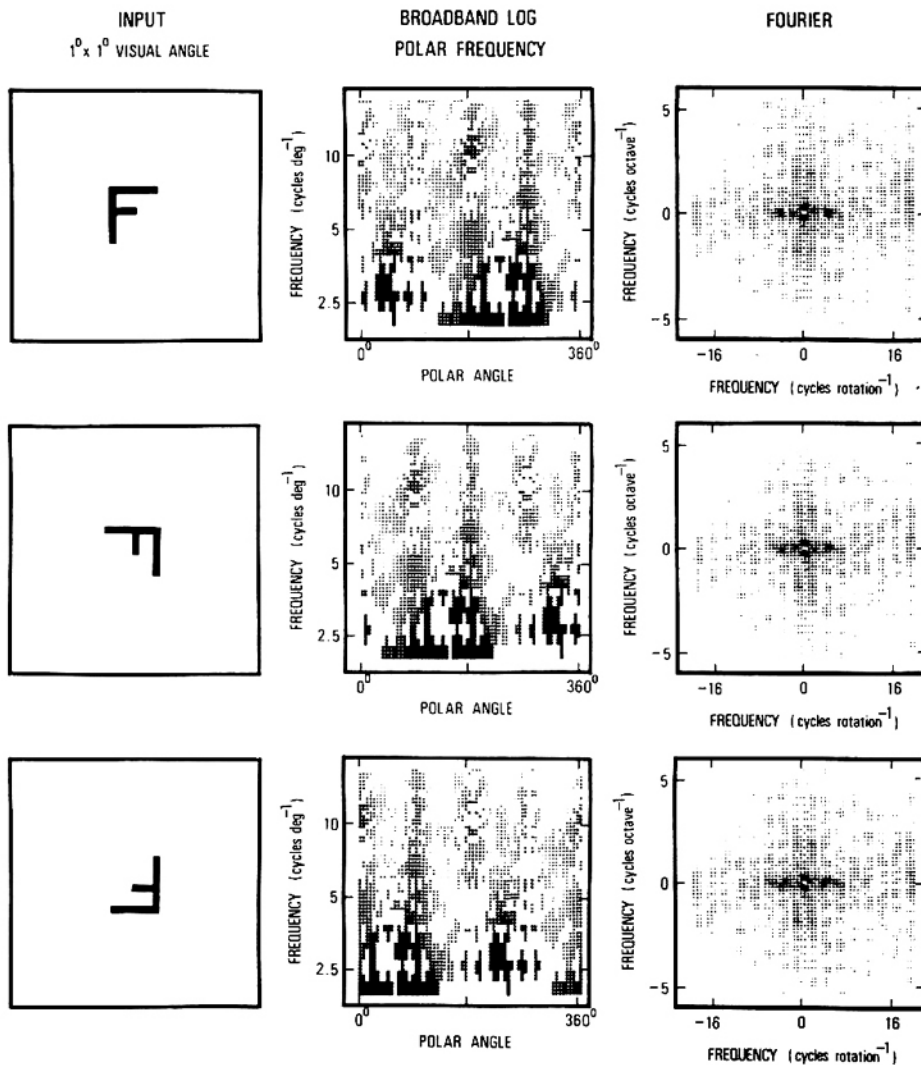 INPUT
1° x 1° VISUAL ANGLE
BROADBAND LOG
POLAR FREQUENCY
FOURIER
F
FREQUENCY (cycles deg⁻¹)
10
5
2.5
0°
360°
POLAR ANGLE
FREQUENCY (cycles octave⁻¹)
5
0
-5
-16
0
16
FREQUENCY (cycles rotation⁻¹)
F
FREQUENCY (cycles deg⁻¹)
10
5
2.5
0°
360°
POLAR ANGLE
FREQUENCY (cycles octave⁻¹)
5
0
-5
-16
0
16
FREQUENCY (cycles rotation⁻¹)
F
FREQUENCY (cycles deg⁻¹)
10
5
2.5
0°
360°
POLAR ANGLE
FREQUENCY (cycles octave⁻¹)
5
0
-5
-16
0
16
FREQUENCY (cycles rotation⁻¹)